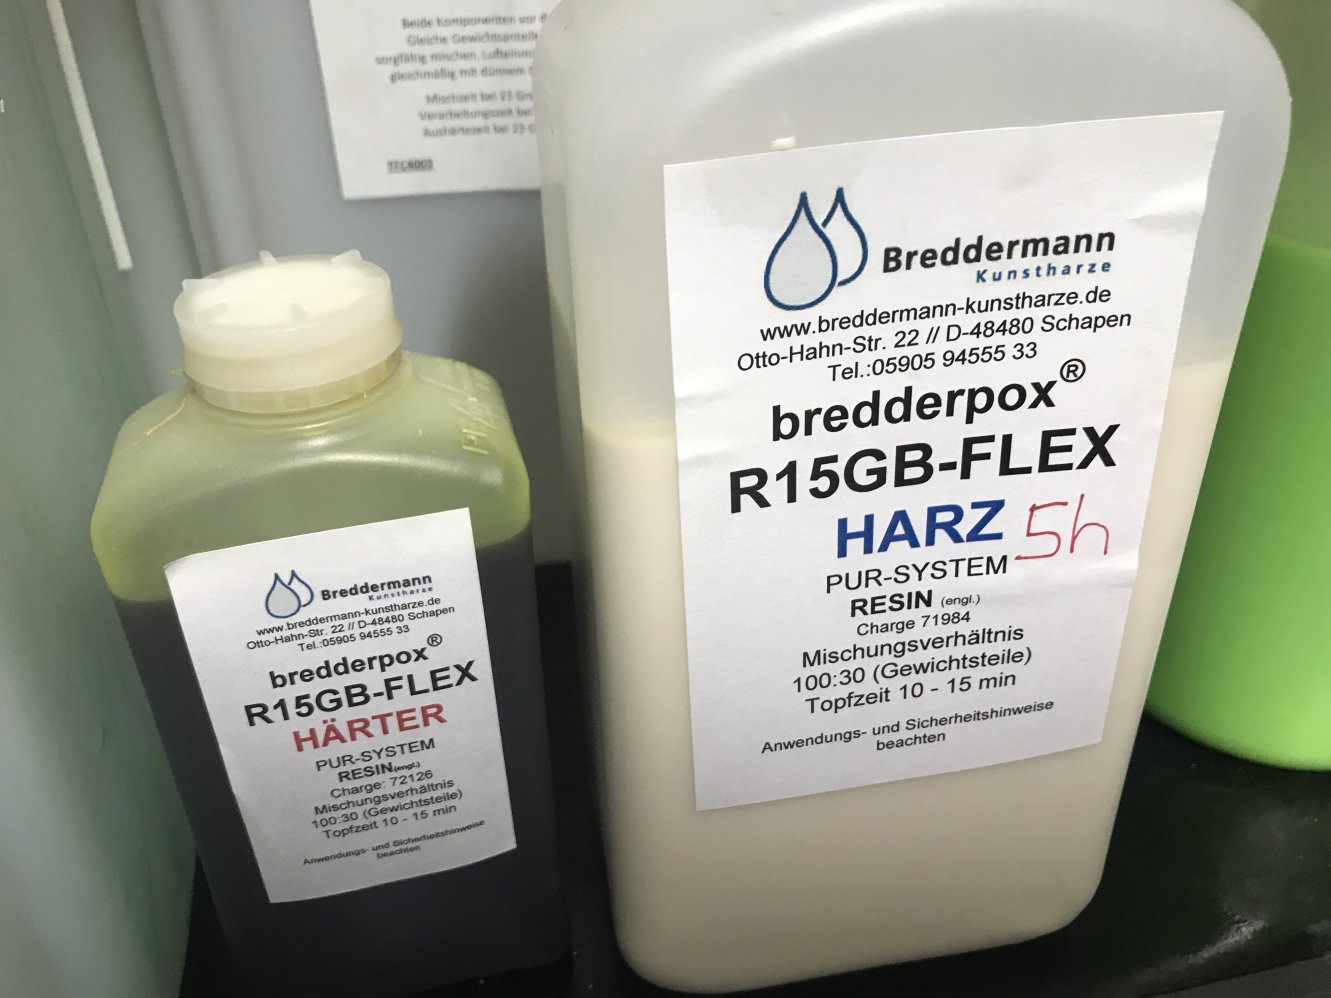 Beide Komponenten vor
Gleiche Gewichtsanteile
sorgfältig mischen,
gleichmäßig mit dünnem
Mischzeit bei 23
Verarbeitungszeit bei
Aushärtezeit bei 23
Breddermann
Kunstharze
www.breddermann-kunstharze.de
Otto-Hahn-Str. 22 // D-48480 Schapen
Tel.:05905 94555 33
bredderpox®
R15GB-FLEX
HÄRTER
PUR-SYSTEM
RESIN (engl.)
Charge: 72126
Mischungsverhältnis
100:30 (Gewichtsteile)
Topfzeit 10 - 15 min
Anwendungs- und Sicherheitshinweise
beachten
Breddermann
Kunstharze
www.breddermann-kunstharze.de
Otto-Hahn-Str. 22 // D-48480 Schapen
Tel.:05905 94555 33
bredderpox®
R15GB-FLEX
HARZ 5h
PUR-SYSTEM
RESIN (engl.)
Charge 71984
Mischungsverhältnis
100:30 (Gewichtsteile)
Topfzeit 10 - 15 min
Anwendungs- und Sicherheitshinweise
beachten